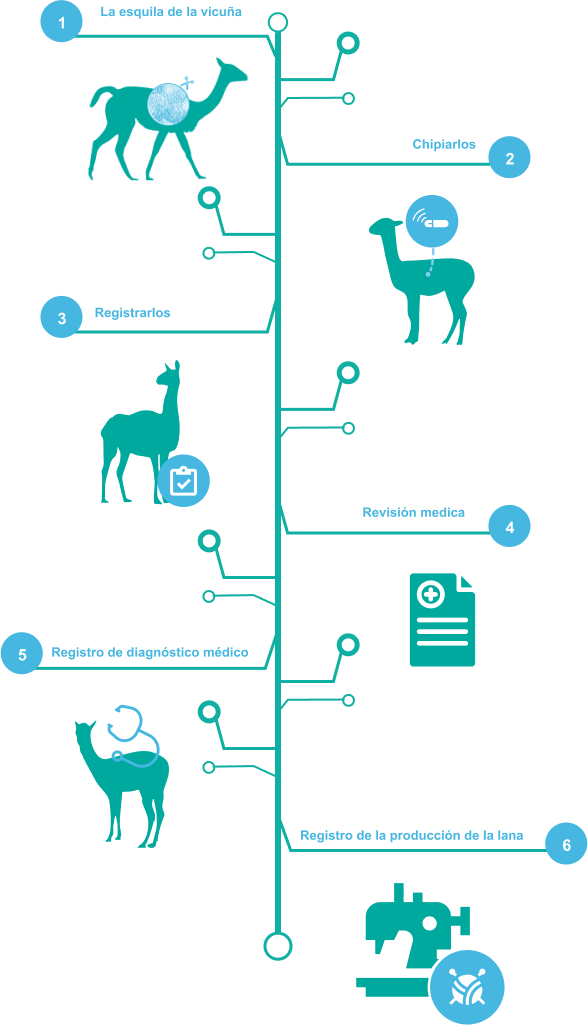 1
La esquila de la vicuña
Chipiarlos
2
3
Registrarlos
Revisión medica
4
5
Registro de diagnóstico médico
Registro de la producción de la lana
6